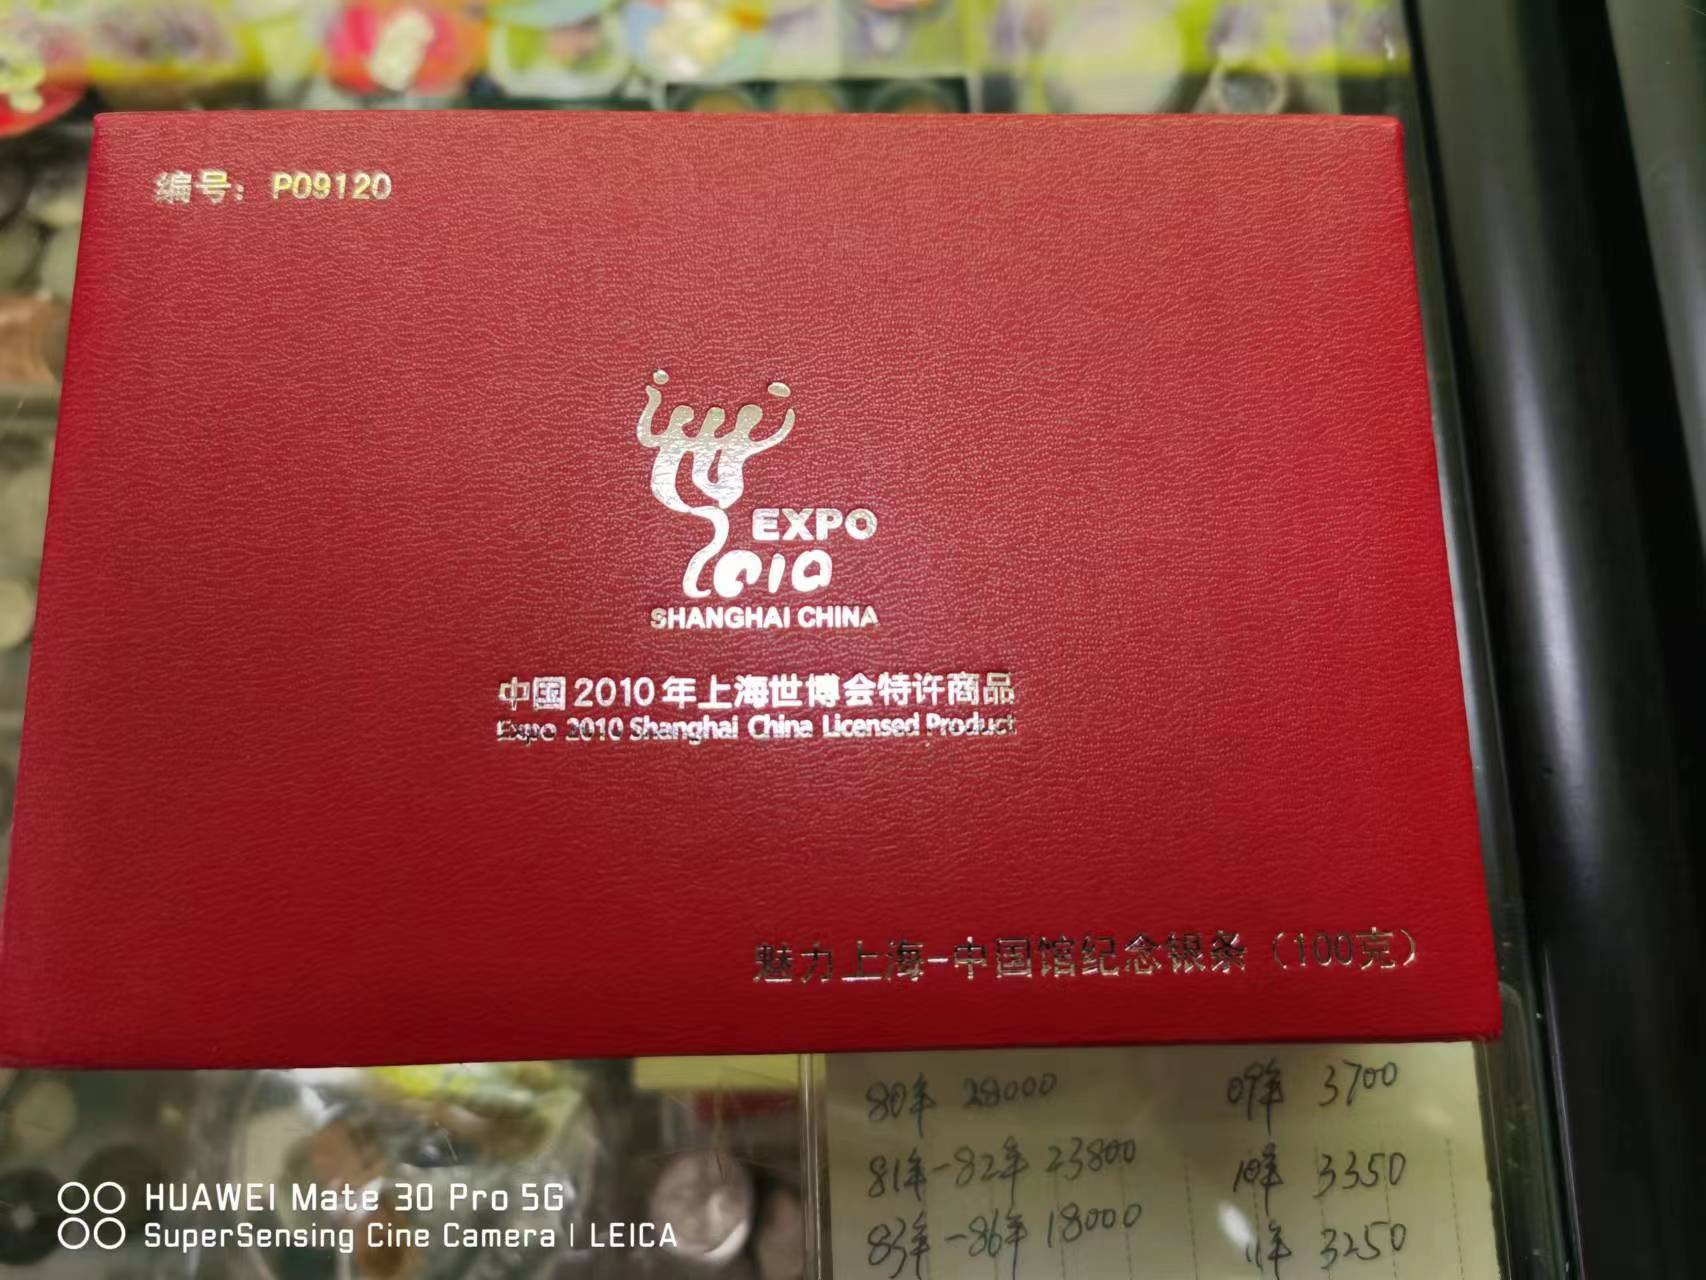 编号：P09120
EXPO
2010
SHANGHAI CHINA
中国2010年上海世博会特许商品
Expo 2010 Shanghai China Licensed Product
魅力上海-中国馆纪念银条（100克）
80年 28000 09年 3700
81年-82年 23800 10年 3350
83年-86年 18000 11年 3250
HUAWEI Mate 30 Pro 5G
SuperSensing Cine Camera | LEICA